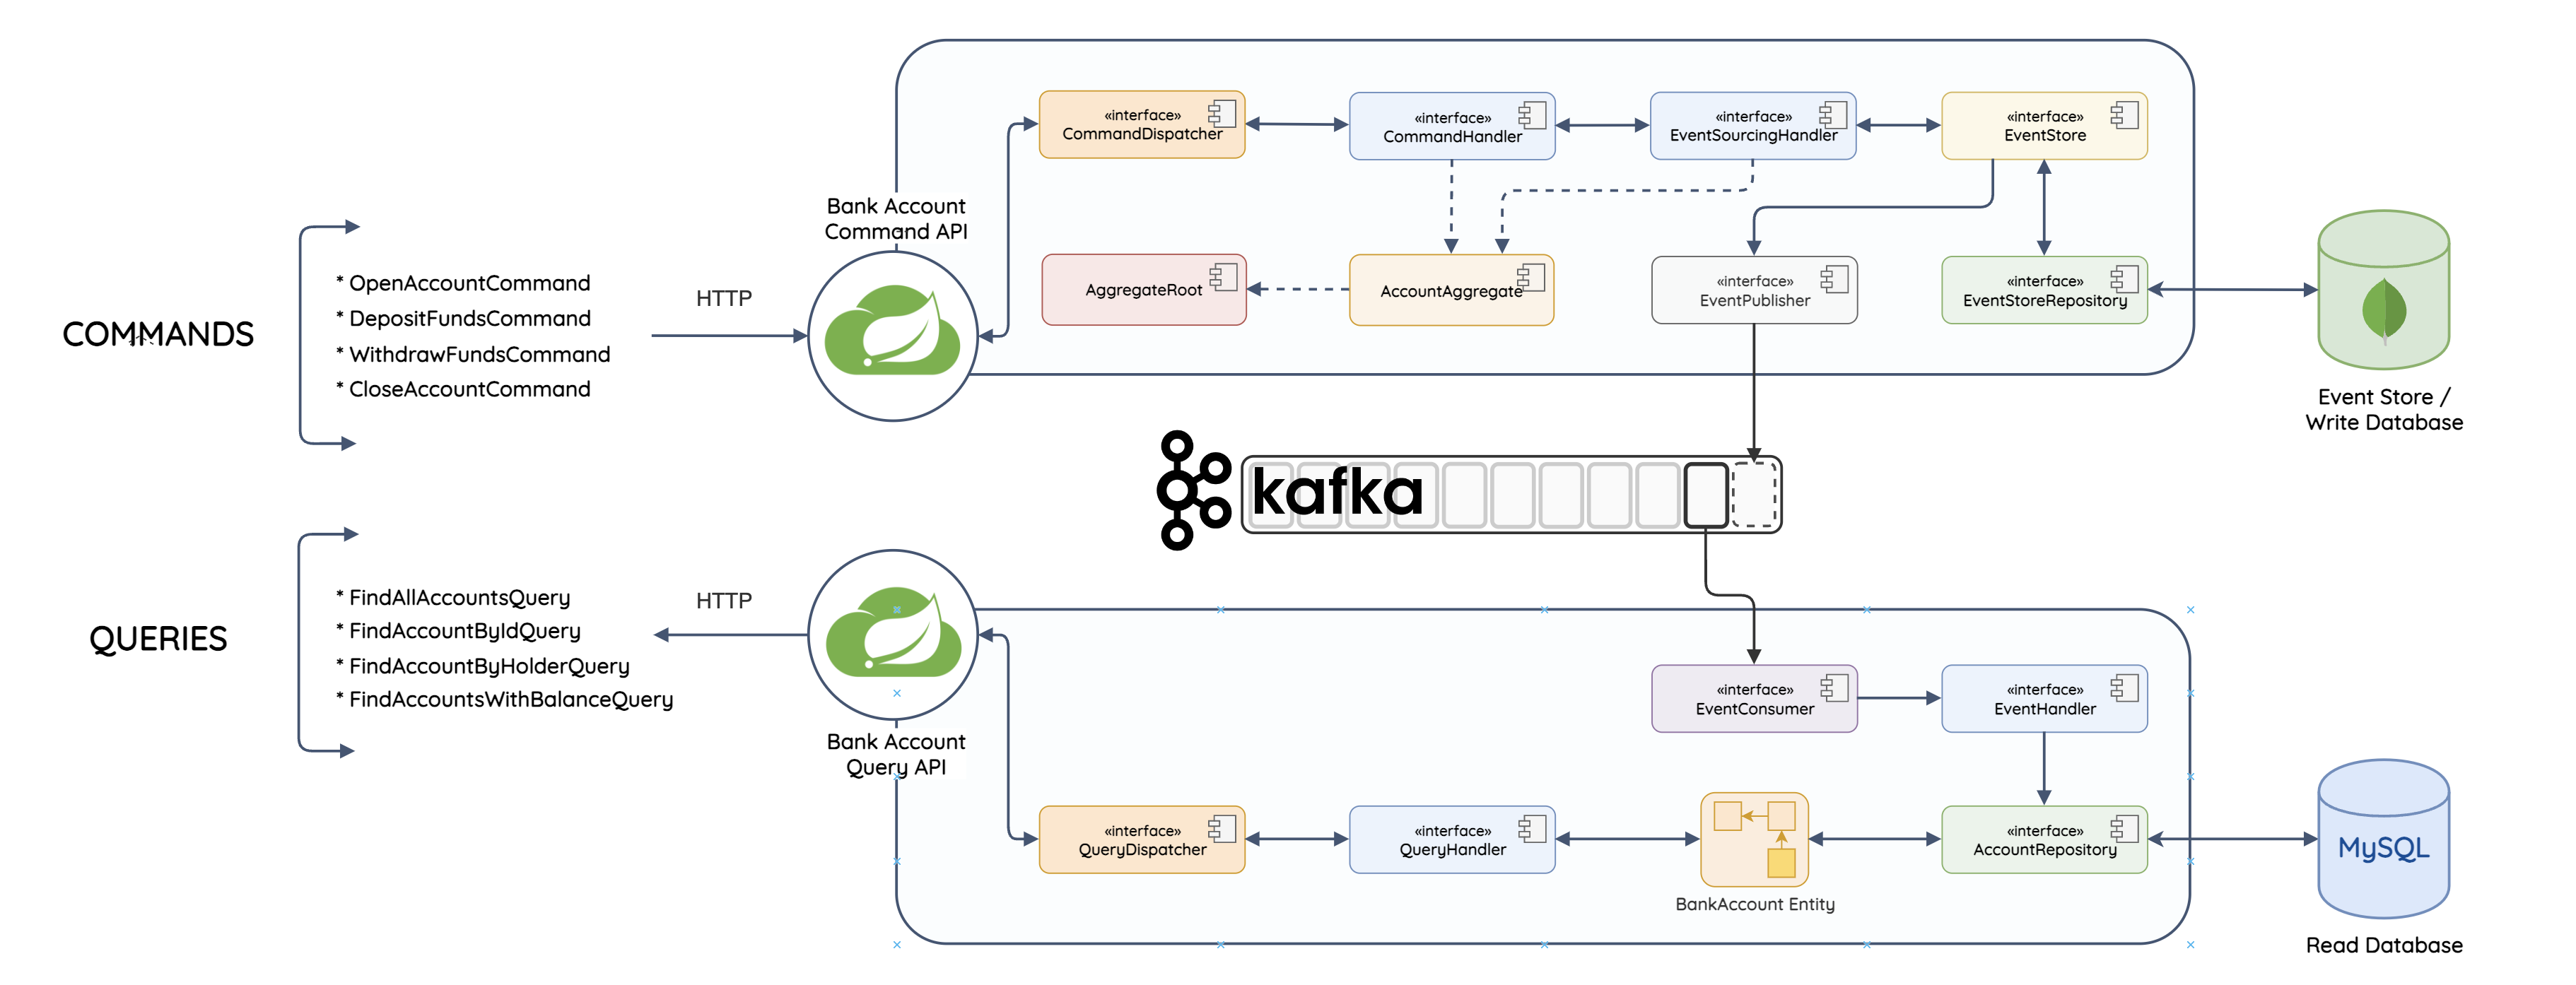 COMMANDS
* OpenAccountCommand
* DepositFundsCommand
* WithdrawFundsCommand
* CloseAccountCommand
HTTP
Bank Account
Command API
«interface»
CommandDispatcher
«interface»
CommandHandler
«interface»
EventSourcingHandler
«interface»
EventStore
AggregateRoot
AccountAggregate
«interface»
EventPublisher
«interface»
EventStoreRepository
Event Store /
Write Database
kafka
QUERIES
* FindAllAccountsQuery
* FindAccountByIdQuery
* FindAccountByHolderQuery
* FindAccountsWithBalanceQuery
HTTP
Bank Account
Query API
«interface»
EventConsumer
«interface»
EventHandler
«interface»
QueryDispatcher
«interface»
QueryHandler
BankAccount Entity
«interface»
AccountRepository
MySQL
Read Database